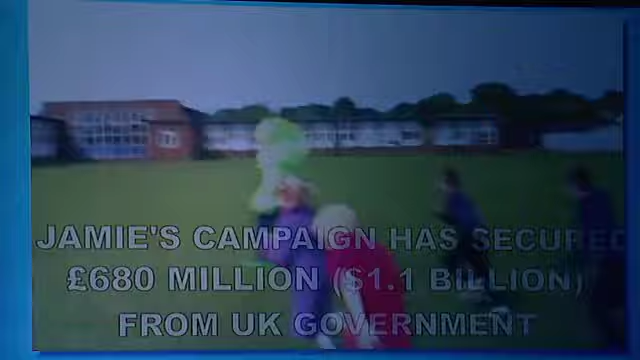 JAMIE'S CAMPAIGN HAS SECURED
£680 MILLION ($1.1 BILLION)
FROM UK GOVERNMENT